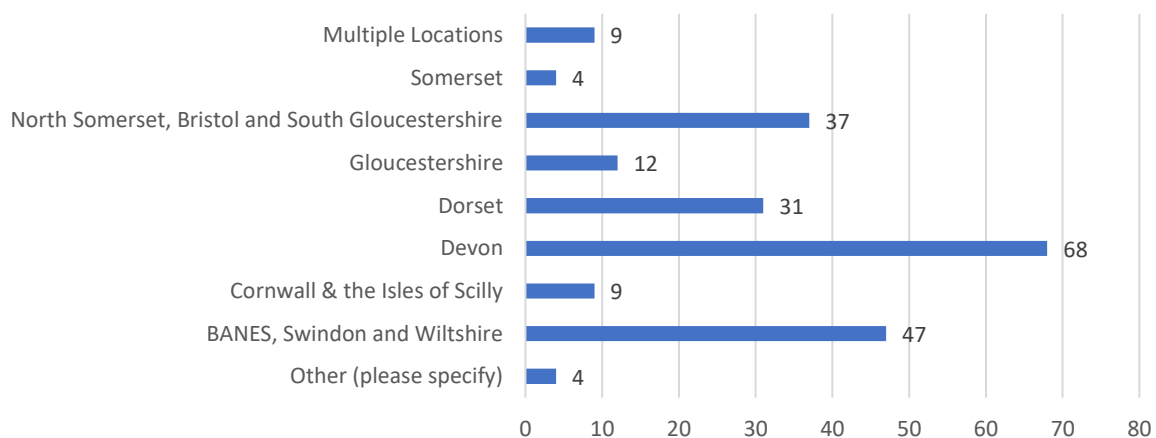 Multiple Locations 9
Somerset 4
North Somerset, Bristol and South Gloucestershire 37
Gloucestershire 12
Dorset 31
Devon 68
Cornwall & the Isles of Scilly 9
BANES, Swindon and Wiltshire 47
Other (please specify) 4
0 10 20 30 40 50 60 70 80